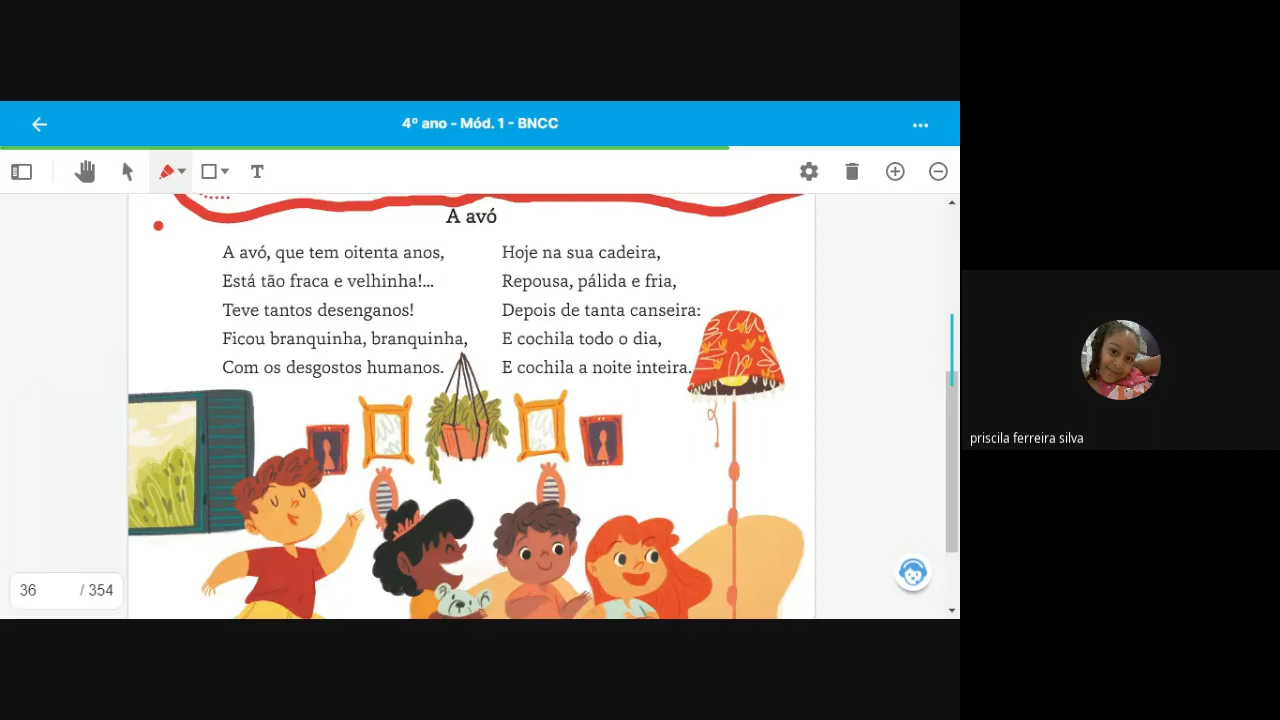 4º ano - Mód. 1 - BNCC
T
A avó
A avó, que tem oitenta anos,
Está tão fraca e velhinha!...
Teve tantos desenganos!
Ficou branquinha, branquinha,
Com os desgostos humanos.
Hoje na sua cadeira,
Repousa, pálida e fria,
Depois de tanta canseira:
E cochila todo o dia,
E cochila a noite inteira.
36 / 354
priscila ferreira silva